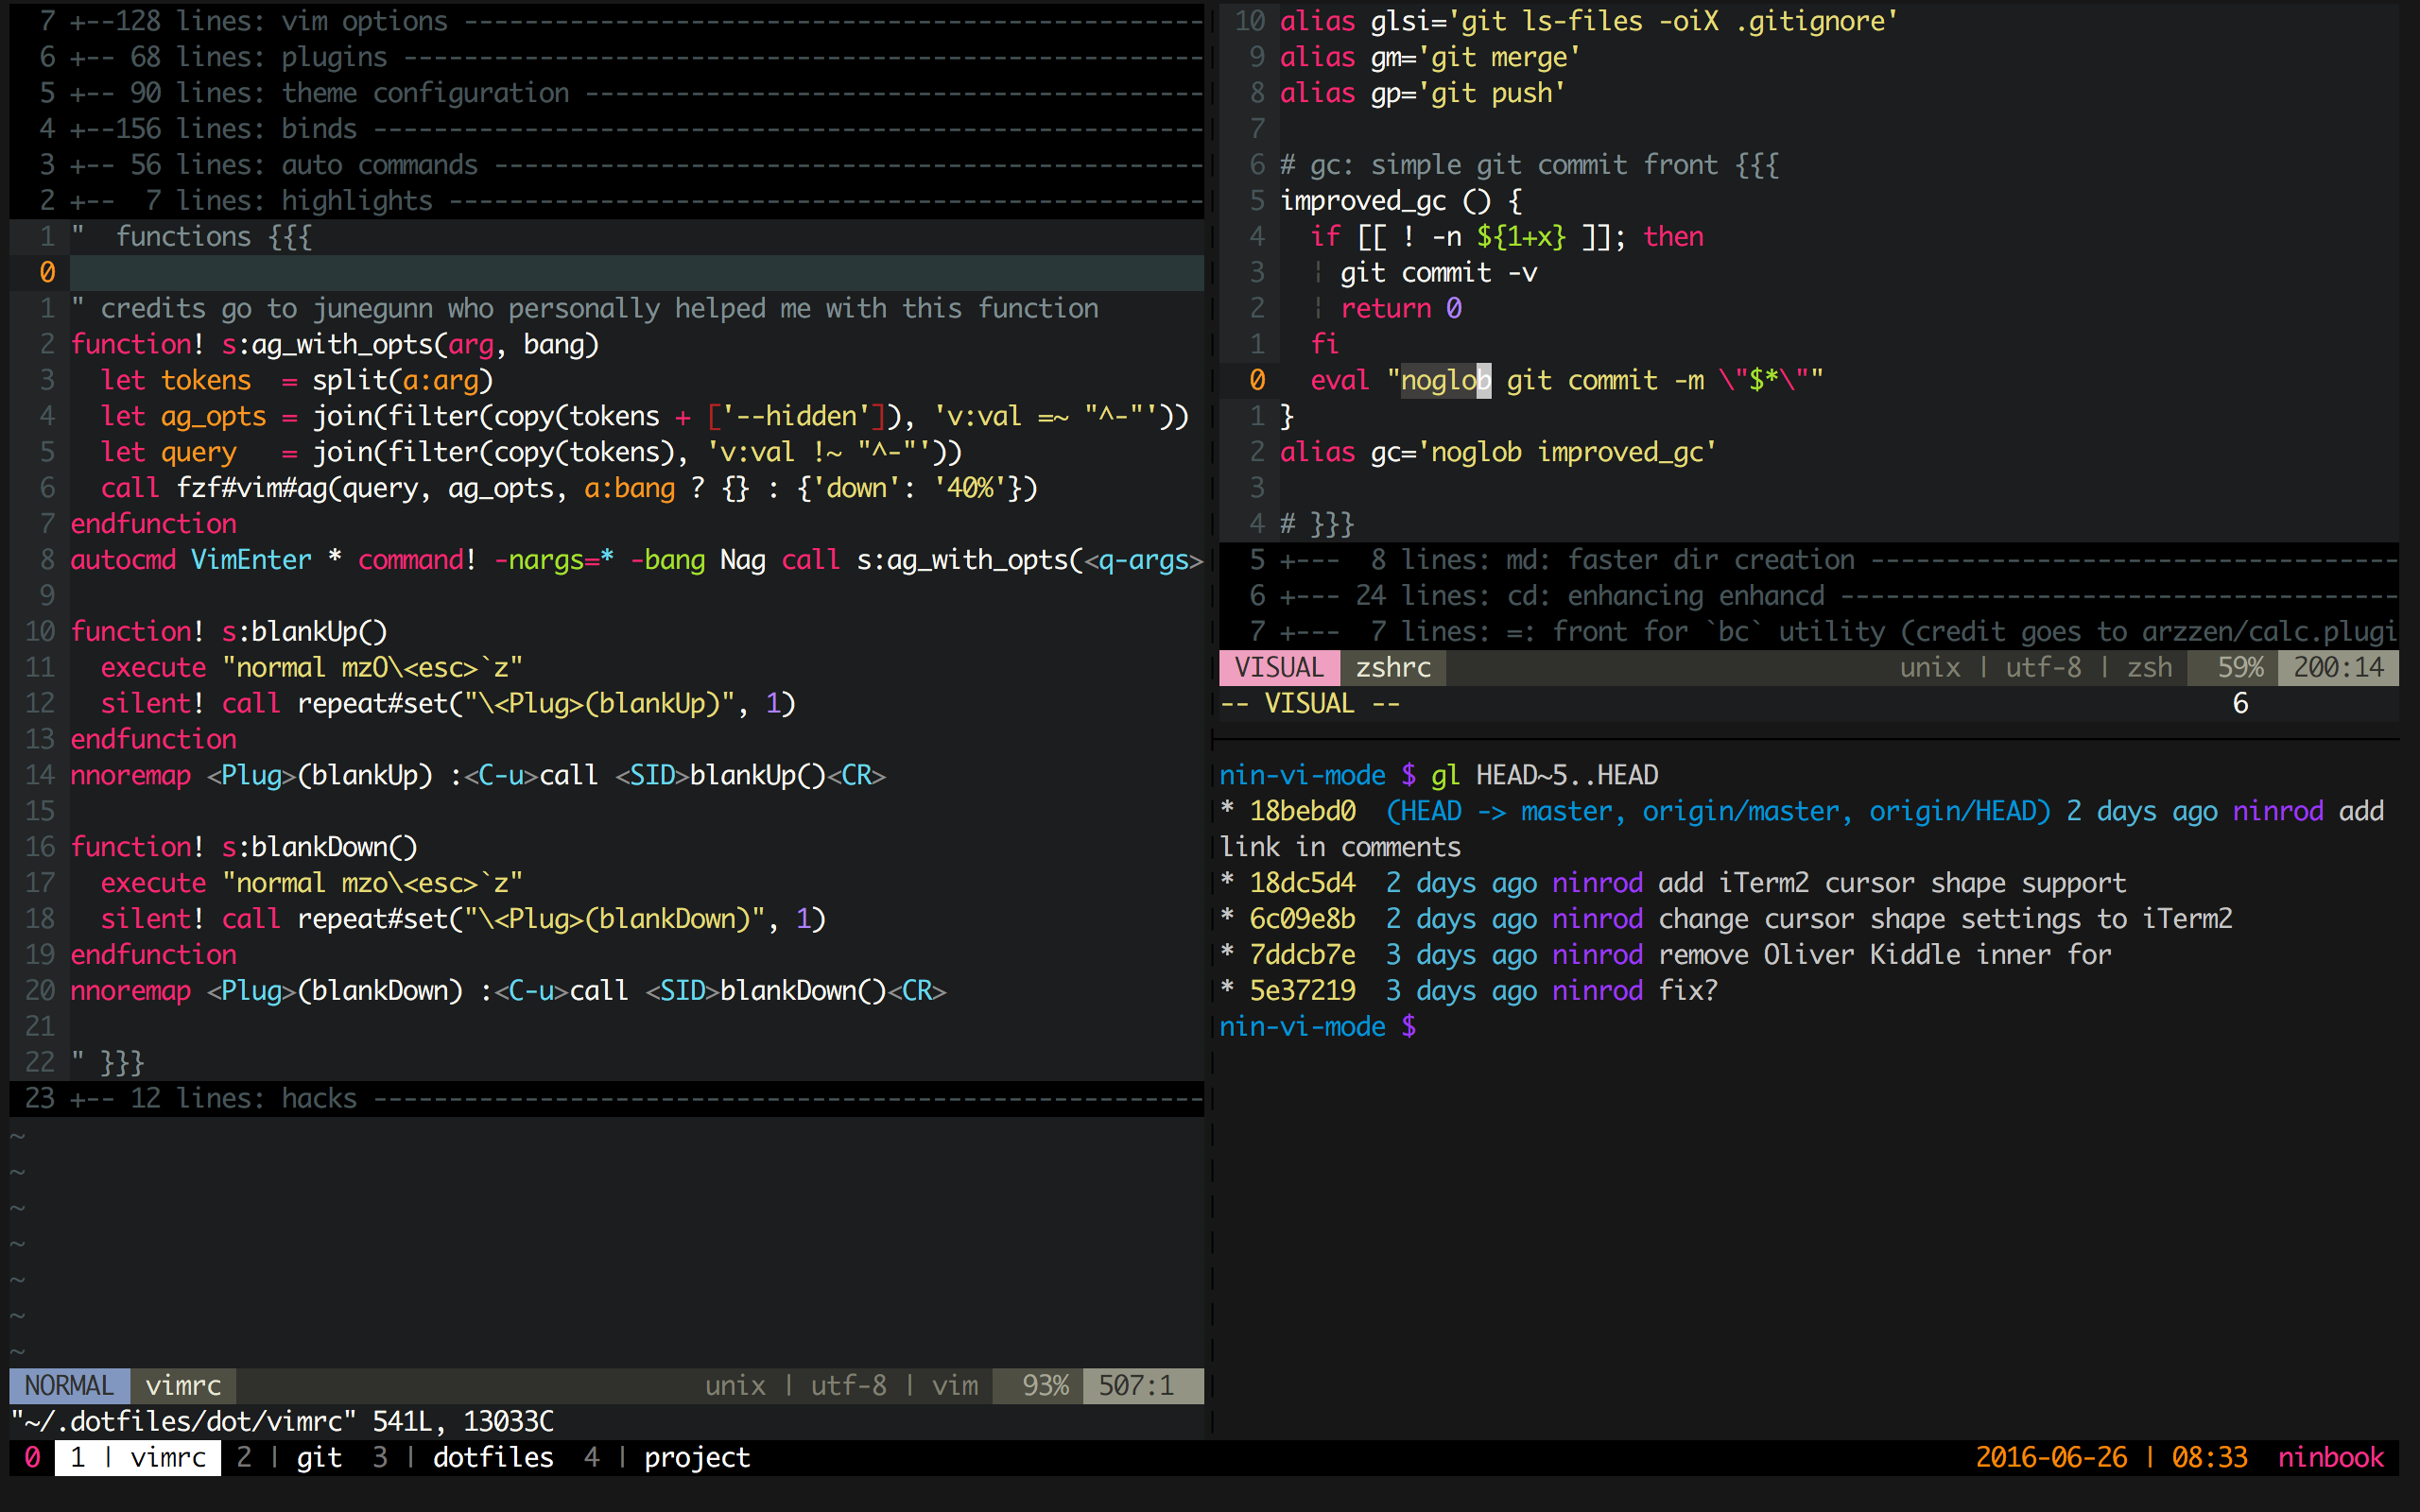 7 +--128 lines: vim options -------------------------------------------------
6 +-- 68 lines: plugins -----------------------------------------------------
5 +-- 90 lines: theme configuration -----------------------------------------
4 +--156 lines: binds -------------------------------------------------------
3 +-- 56 lines: auto commands -----------------------------------------------
2 +--  7 lines: highlights --------------------------------------------------
1 "  functions {{{
0
1 " credits go to junegunn who personally helped me with this function
2 function! s:ag_with_opts(arg, bang)
3   let tokens  = split(a:arg)
4   let ag_opts = join(filter(copy(tokens + ['--hidden']), 'v:val =~ "^-"'))
5   let query   = join(filter(copy(tokens), 'v:val !~ "^-"'))
6   call fzf#vim#ag(query, ag_opts, a:bang ? {} : {'down': '40%'})
7 endfunction
8 autocmd VimEnter * command! -nargs=* -bang Nag call s:ag_with_opts(<q-args>
9
10 function! s:blankUp()
11   execute "normal mzO\<esc>`z"
12   silent! call repeat#set("\<Plug>(blankUp)", 1)
13 endfunction
14 nnoremap <Plug>(blankUp) :<C-u>call <SID>blankUp()<CR>
15
16 function! s:blankDown()
17   execute "normal mzo\<esc>`z"
18   silent! call repeat#set("\<Plug>(blankDown)", 1)
19 endfunction
20 nnoremap <Plug>(blankDown) :<C-u>call <SID>blankDown()<CR>
21
22 " }}}
23 +-- 12 lines: hacks -------------------------------------------------------
~
~
~
~
~
~
~
NORMAL vimrc unix | utf-8 | vim 93% 507:1
"~/.dotfiles/dot/vimrc" 541L, 13033C
10 alias glsi='git ls-files -oiX .gitignore'
9 alias gm='git merge'
8 alias gp='git push'
7
6 # gc: simple git commit front {{{
5 improved_gc () {
4   if [[ ! -n ${1+x} ]]; then
3   ¦ git commit -v
2   ¦ return 0
1   fi
0   eval "noglob git commit -m \"$*\""
1 }
2 alias gc='noglob improved_gc'
3
4 # }}}
5 +---  8 lines: md: faster dir creation -----------------------------------
6 +--- 24 lines: cd: enhancing enhancd -------------------------------------
7 +---  7 lines: =: front for `bc` utility (credit goes to arzzen/calc.plugi
VISUAL zshrc unix | utf-8 | zsh 59% 200:14
-- VISUAL -- 6
nin-vi-mode $ gl HEAD~5..HEAD
* 18bebd0  (HEAD -> master, origin/master, origin/HEAD) 2 days ago ninrod add
link in comments
* 18dc5d4  2 days ago ninrod add iTerm2 cursor shape support
* 6c09e8b  2 days ago ninrod change cursor shape settings to iTerm2
* 7ddcb7e  3 days ago ninrod remove Oliver Kiddle inner for
* 5e37219  3 days ago ninrod fix?
nin-vi-mode $
0 1 | vimrc 2 | git 3 | dotfiles 4 | project 2016-06-26 | 08:33 ninbook